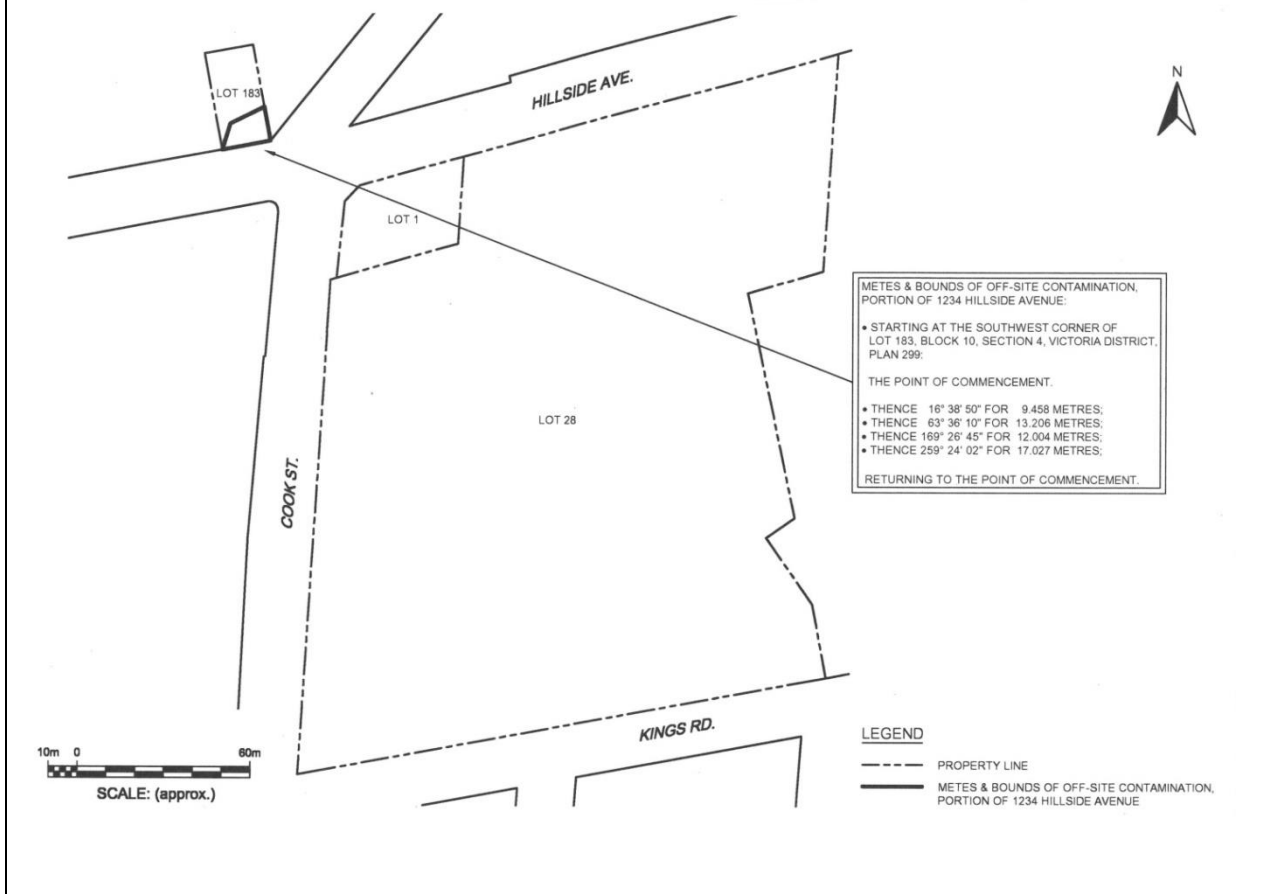 N
HILLSIDE AVE.
LOT 183
LOT 1
METES & BOUNDS OF OFF-SITE CONTAMINATION,
PORTION OF 1234 HILLSIDE AVENUE:
• STARTING AT THE SOUTHWEST CORNER OF
LOT 183, BLOCK 10, SECTION 4, VICTORIA DISTRICT,
PLAN 299:
THE POINT OF COMMENCEMENT.
• THENCE 16° 38' 50" FOR 9.458 METRES;
• THENCE 63° 36' 10" FOR 13.206 METRES;
• THENCE 169° 26' 45" FOR 12.004 METRES;
• THENCE 259° 24' 02" FOR 17.027 METRES;
RETURNING TO THE POINT OF COMMENCEMENT.
LOT 28
COOK ST.
KINGS RD.
10m 0 60m
SCALE: (approx.)
LEGEND
PROPERTY LINE
METES & BOUNDS OF OFF-SITE CONTAMINATION,
PORTION OF 1234 HILLSIDE AVENUE